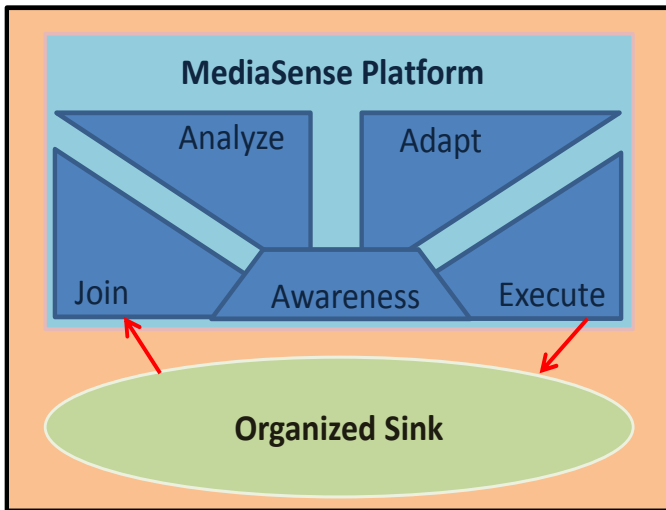 MediaSense Platform
Analyze
Adapt
Join
Awareness
Execute
Organized Sink